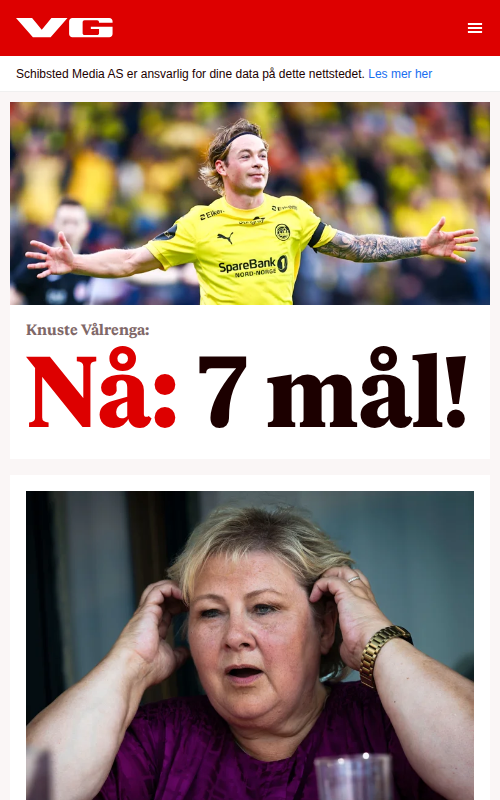 VG
Schibsted Media AS er ansvarlig for dine data på dette nettstedet. Les mer her
SpareBank 1
NORD-NORGE
Knuste Vålrenga:
Nå: 7 mål!